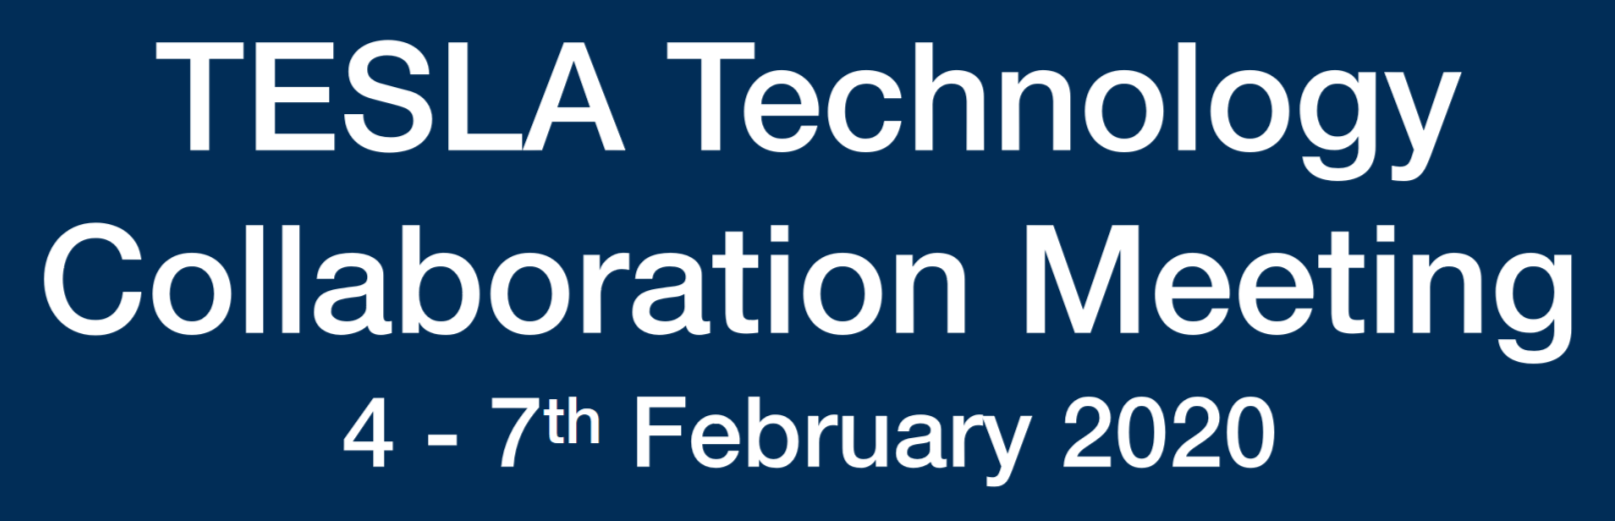 TESLA Technology
Collaboration Meeting
4 - 7th February 2020